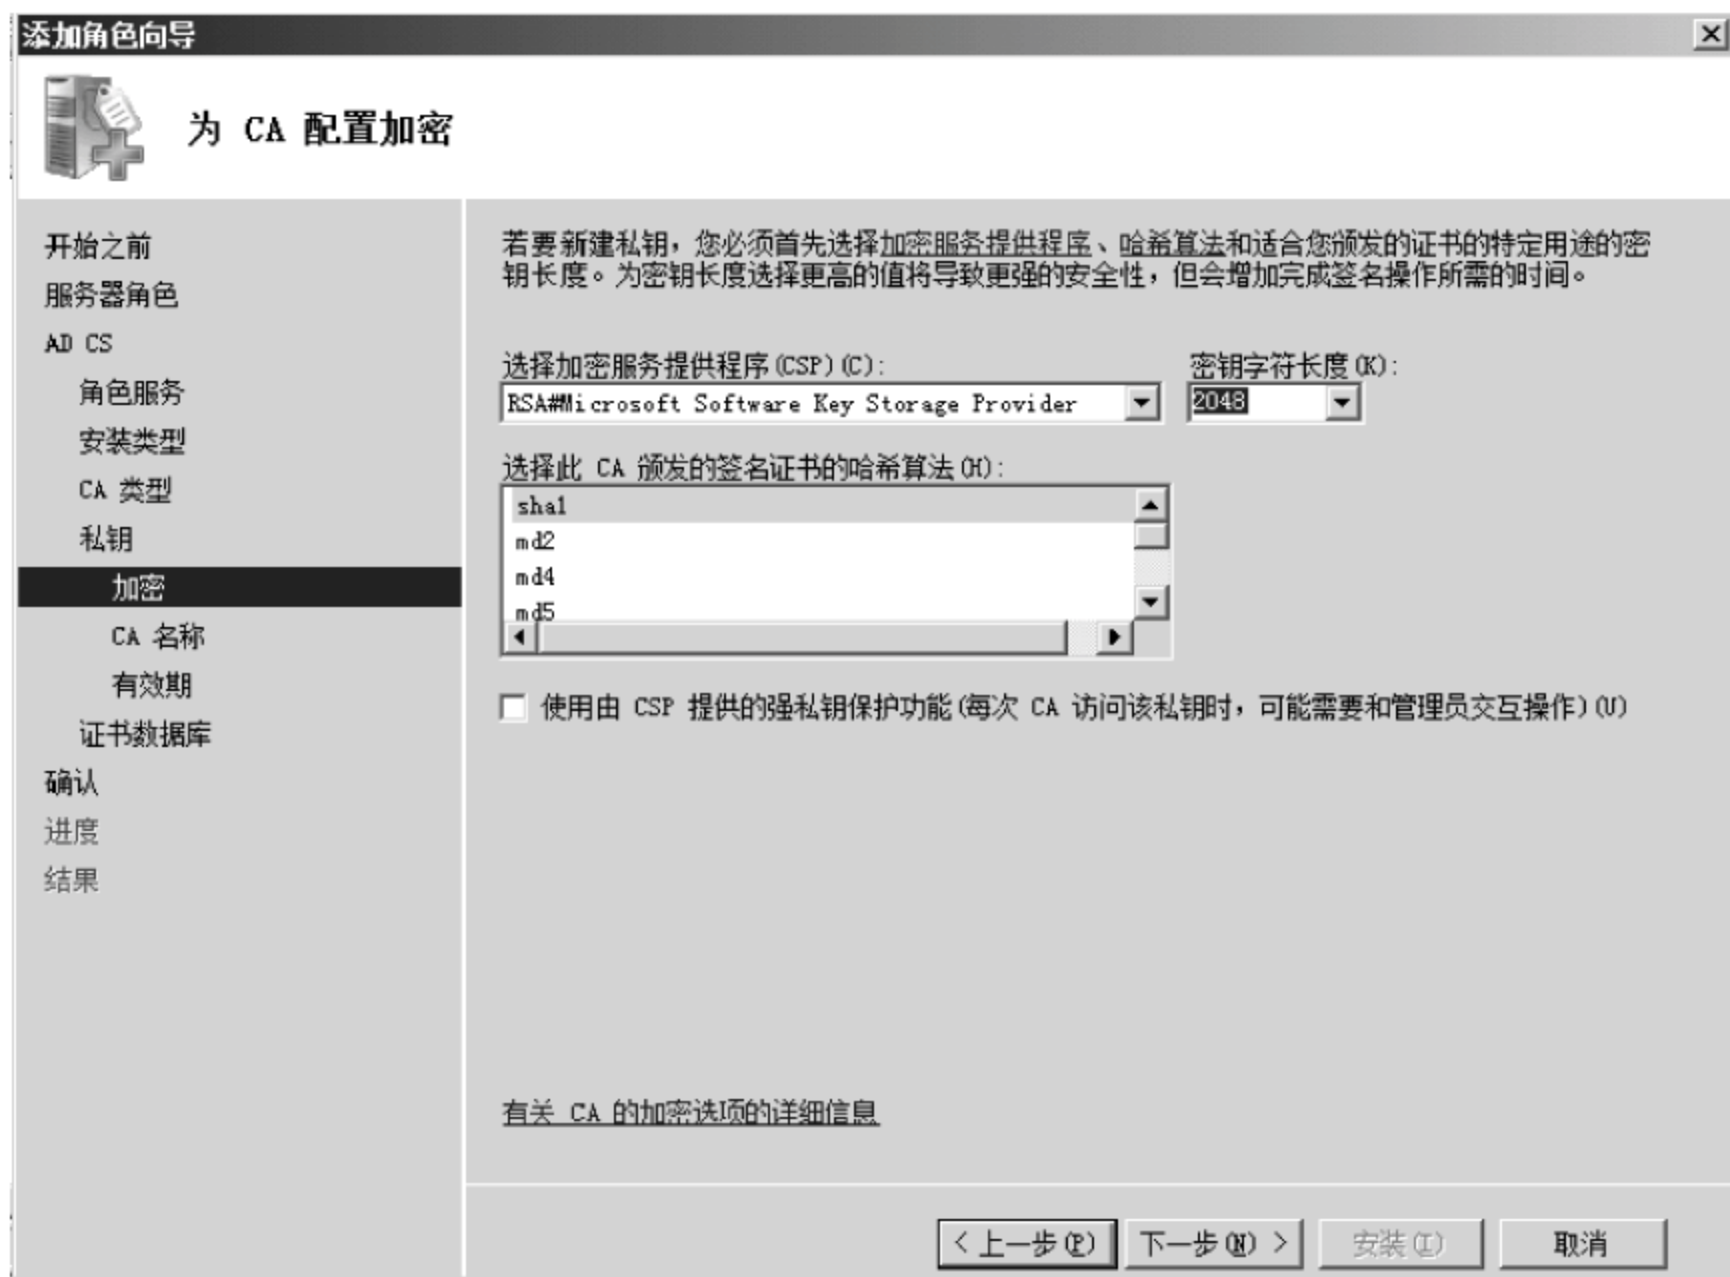 添加角色向导
为 CA 配置加密
开始之前
服务器角色
AD CS
角色服务
安装类型
CA 类型
私钥
加密
CA 名称
有效期
证书数据库
确认
进度
结果
若要新建私钥，您必须首先选择加密服务提供程序、哈希算法和适合您颁发的证书的特定用途的密
钥长度。为密钥长度选择更高的值将导致更强的安全性，但会增加完成签名操作所需的时间。
选择加密服务提供程序(CSP)(C):
密钥字符长度(K):
RSA#Microsoft Software Key Storage Provider
2048
选择此 CA 颁发的签名证书的哈希算法(H):
sha1
md2
md4
md5
使用由 CSP 提供的强私钥保护功能(每次 CA 访问该私钥时，可能需要和管理员交互操作)(U)
有关 CA 的加密选项的详细信息
< 上一步(P)
下一步(N) >
安装(I)
取消